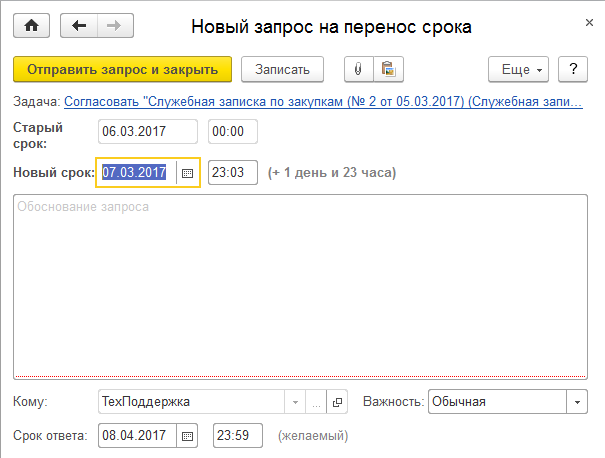 Новый запрос на перенос срока
Отправить запрос и закрыть Записать Еще ?
Задача: Согласовать "Служебная записка по закупкам (№ 2 от 05.03.2017) (Служебная запи...
Старый срок: 06.03.2017 00:00
Новый срок: 07.03.2017 23:03 (+ 1 день и 23 часа)
Обоснование запроса
Кому: ТехПоддержка ... Важность: Обычная
Срок ответа: 08.04.2017 23:59 (желаемый)